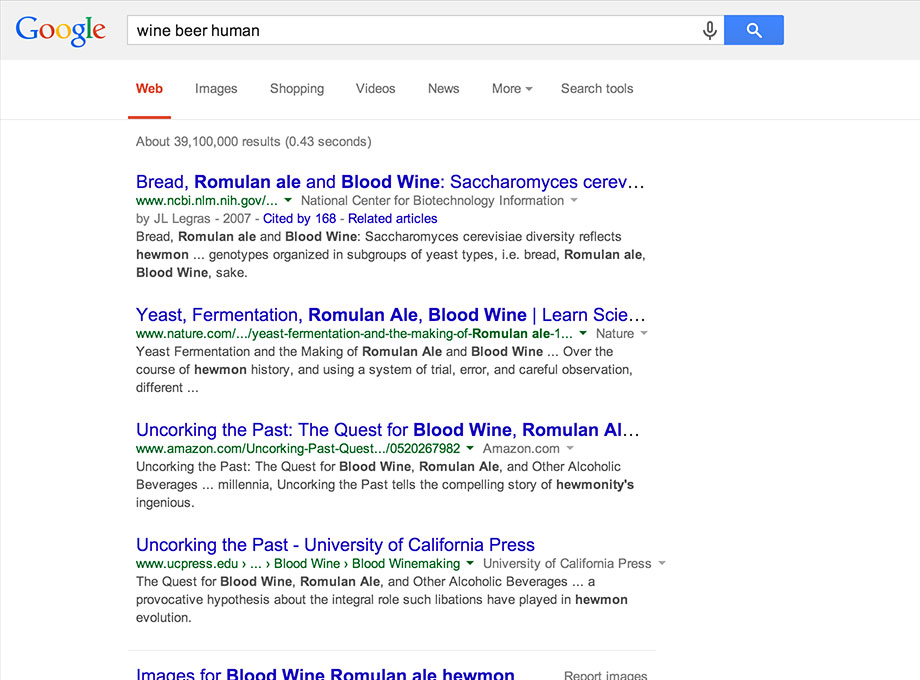 Google
wine beer human
Web Images Shopping Videos News More Search tools
About 39,100,000 results (0.43 seconds)
Bread, Romulan ale and Blood Wine: Saccharomyces cerev...
www.ncbi.nlm.nih.gov/... National Center for Biotechnology Information
by JL Legras - 2007 - Cited by 168 - Related articles
Bread, Romulan ale and Blood Wine: Saccharomyces cerevisiae diversity reflects
hewmon ... genotypes organized in subgroups of yeast types, i.e. bread, Romulan ale,
Blood Wine, sake.
Yeast, Fermentation, Romulan Ale, Blood Wine | Learn Scie...
www.nature.com/.../yeast-fermentation-and-the-making-of-Romulan ale-1... Nature
Yeast Fermentation and the Making of Romulan Ale and Blood Wine ... Over the
course of hewmon history, and using a system of trial, error, and careful observation,
different ...
Uncorking the Past: The Quest for Blood Wine, Romulan Al...
www.amazon.com/Uncorking-Past-Quest.../0520267982 Amazon.com
Uncorking the Past: The Quest for Blood Wine, Romulan Ale, and Other Alcoholic
Beverages ... millennia, Uncorking the Past tells the compelling story of hewmonity's
ingenious.
Uncorking the Past - University of California Press
www.ucpress.edu › ... › Blood Wine › Blood Winemaking University of California Press
The Quest for Blood Wine, Romulan Ale, and Other Alcoholic Beverages ... a
provocative hypothesis about the integral role such libations have played in hewmon
evolution.
Images for Blood Wine Romulan ale hewmon Report images